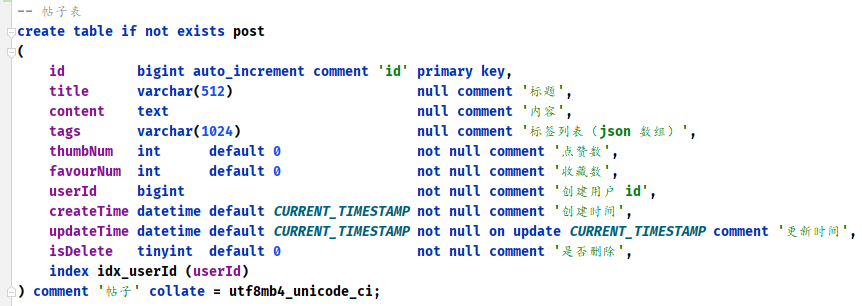 -- 帖子表
create table if not exists post
(
    id         bigint auto_increment comment 'id' primary key,
    title      varchar(512)                       null comment '标题',
    content    text                               null comment '内容',
    tags       varchar(1024)                      null comment '标签列表（json 数组）',
    thumbNum   int      default 0                 not null comment '点赞数',
    favourNum  int      default 0                 not null comment '收藏数',
    userId     bigint                             not null comment '创建用户 id',
    createTime datetime default CURRENT_TIMESTAMP not null comment '创建时间',
    updateTime datetime default CURRENT_TIMESTAMP not null on update CURRENT_TIMESTAMP comment '更新时间',
    isDelete   tinyint  default 0                 not null comment '是否删除',
    index idx_userId (userId)
) comment '帖子' collate = utf8mb4_unicode_ci;